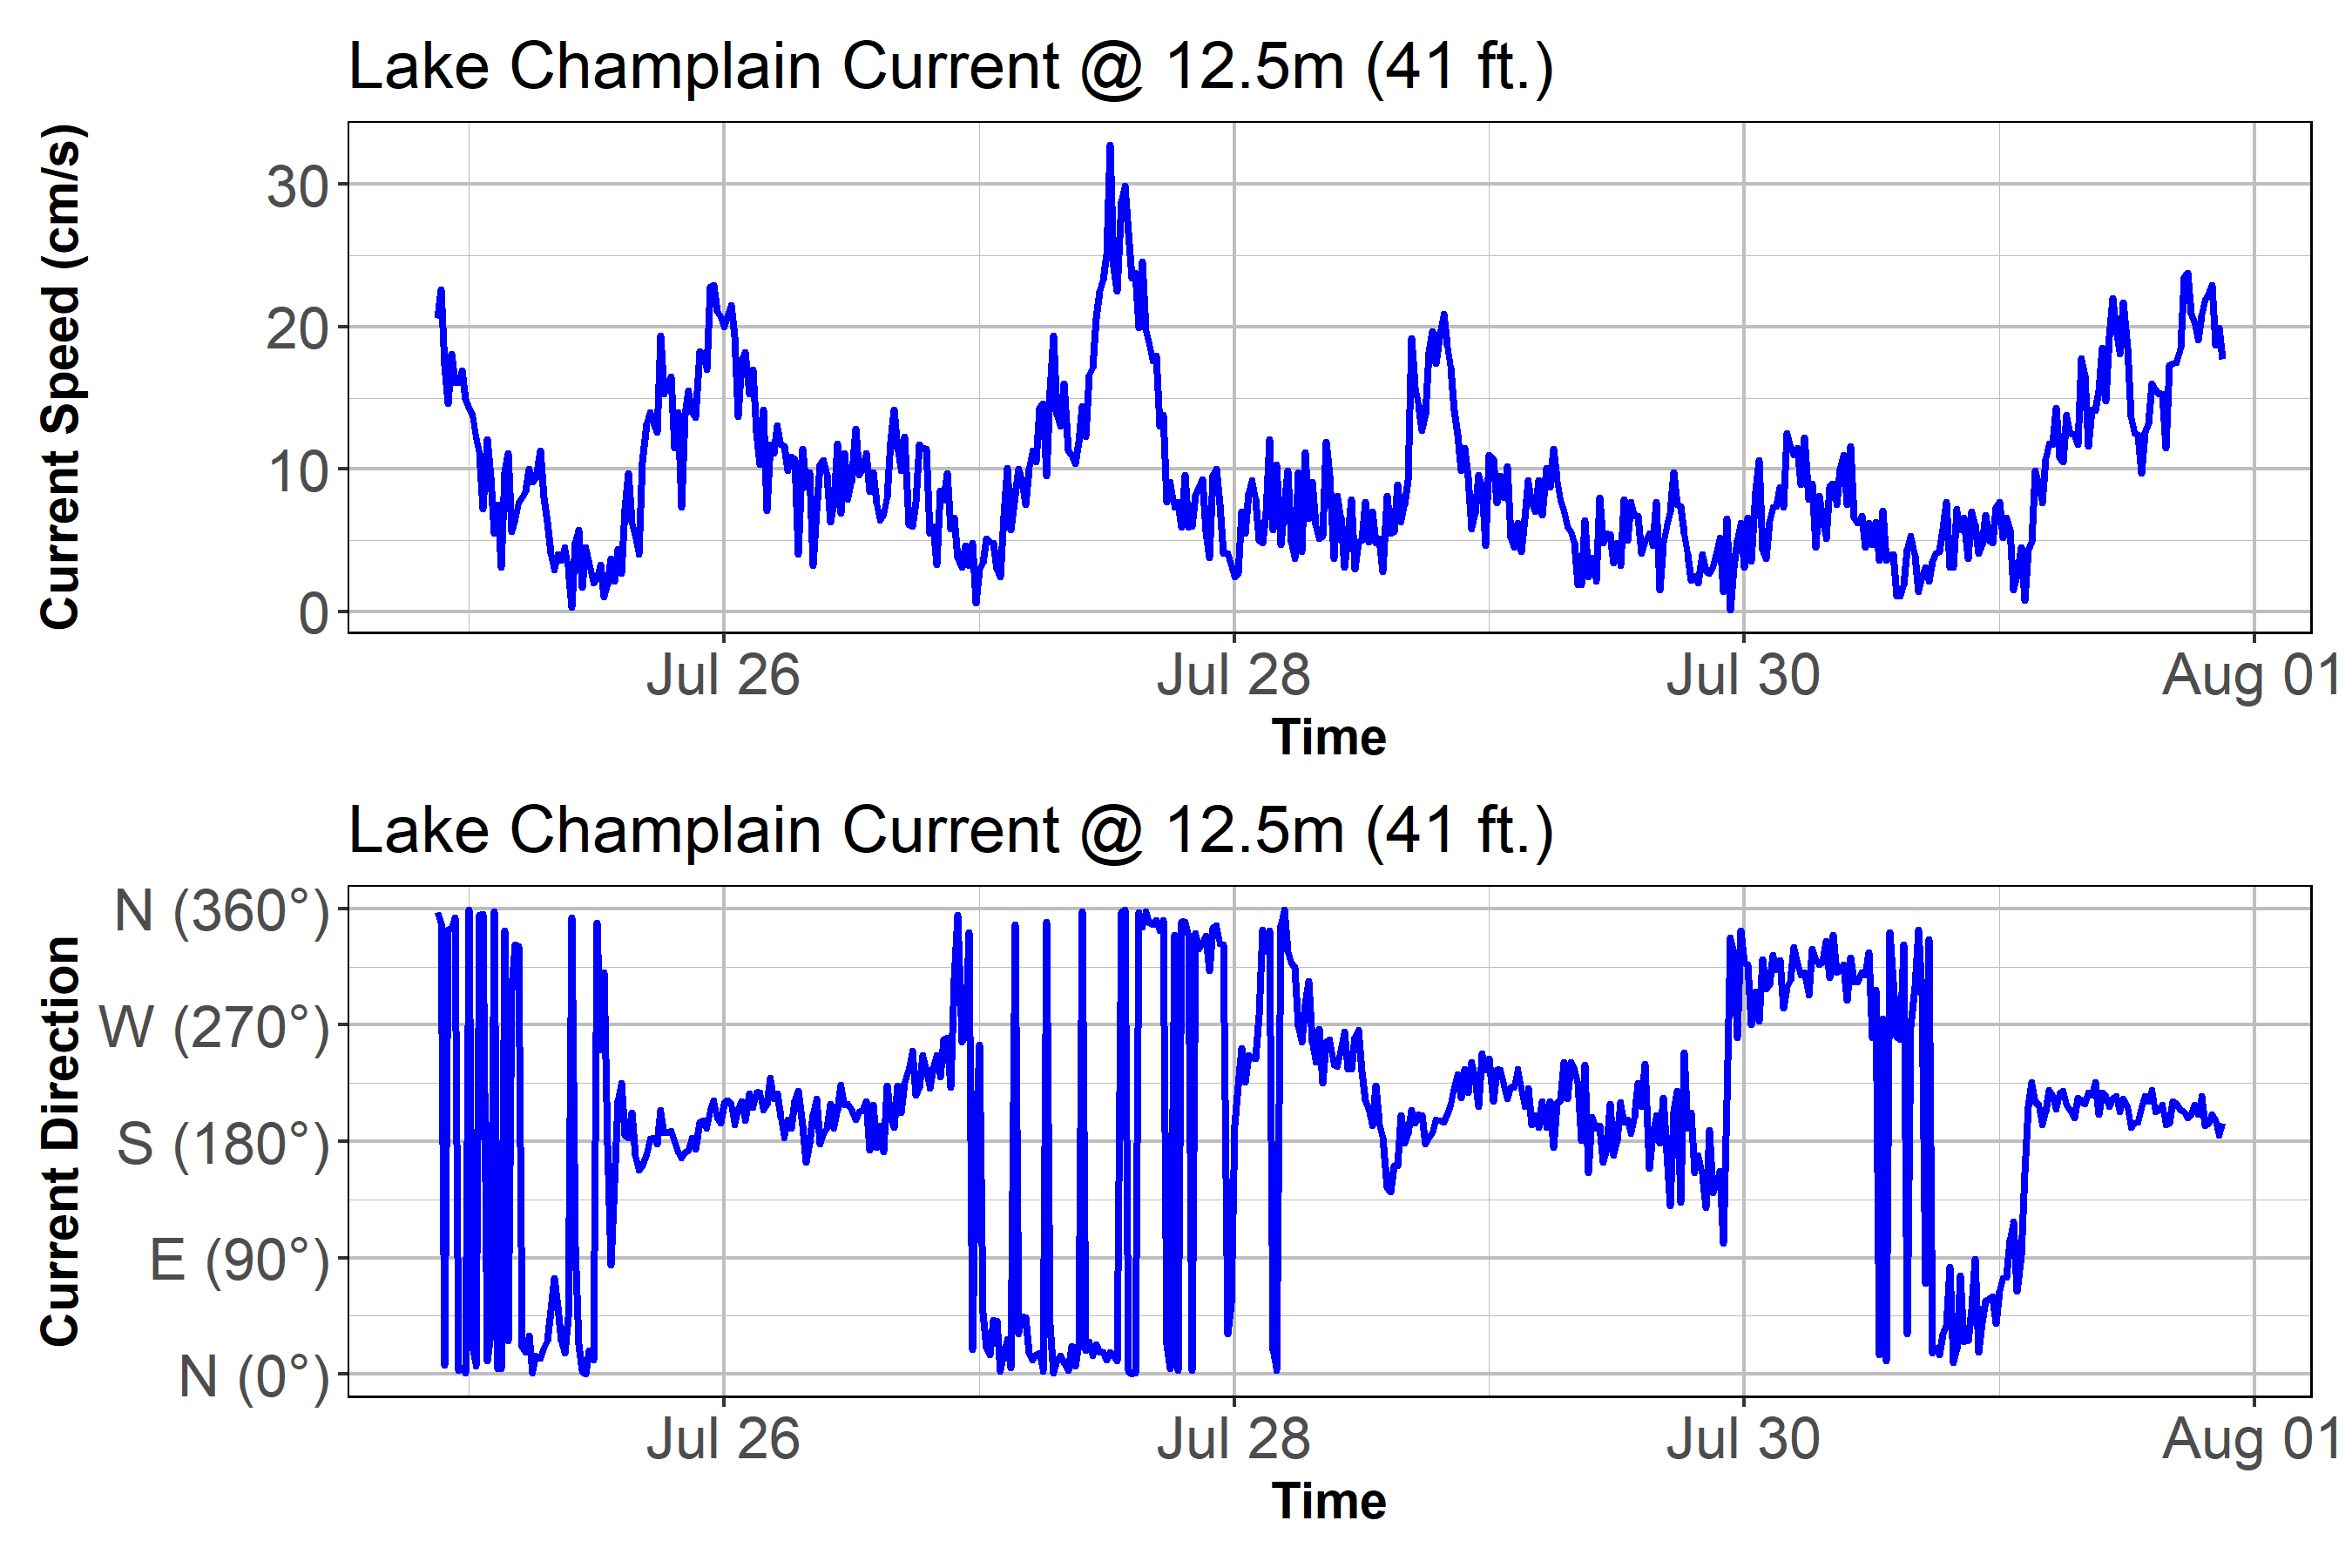 Lake Champlain Current @ 12.5m (41 ft.)
Current Speed (cm/s)
30
20
10
0
Jul 26
Jul 28
Jul 30
Aug 01
Time
Lake Champlain Current @ 12.5m (41 ft.)
Current Direction
N (360°)
W (270°)
S (180°)
E (90°)
N (0°)
Jul 26
Jul 28
Jul 30
Aug 01
Time